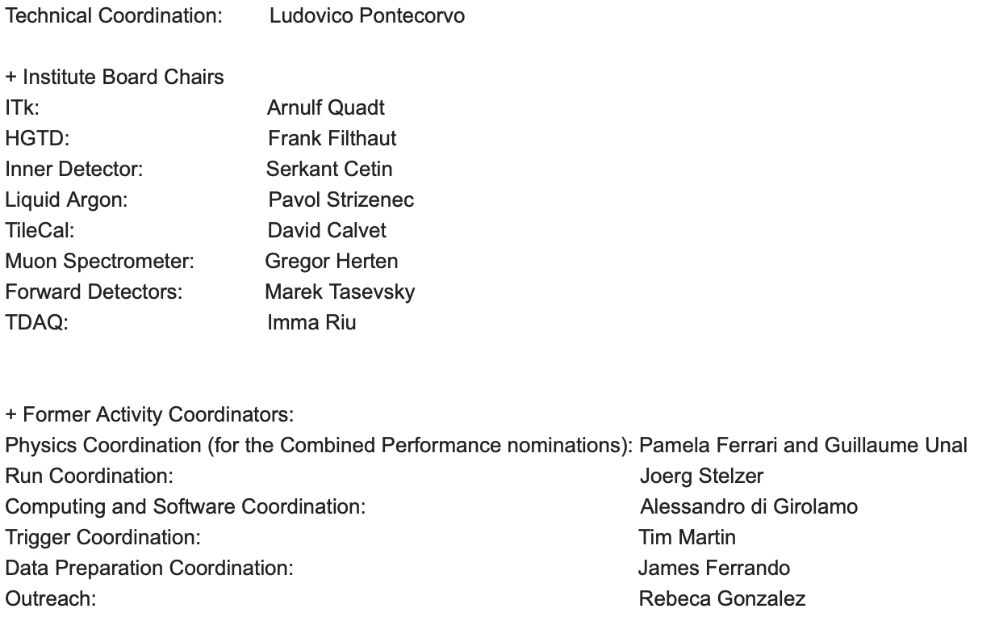 Technical Coordination: Ludovico Pontecorvo
+ Institute Board Chairs
ITk: Arnulf Quadt
HGTD: Frank Filthaut
Inner Detector: Serkant Cetin
Liquid Argon: Pavol Strizenec
TileCal: David Calvet
Muon Spectrometer: Gregor Herten
Forward Detectors: Marek Tasevsky
TDAQ: Imma Riu
+ Former Activity Coordinators:
Physics Coordination (for the Combined Performance nominations): Pamela Ferrari and Guillaume Unal
Run Coordination: Joerg Stelzer
Computing and Software Coordination: Alessandro di Girolamo
Trigger Coordination: Tim Martin
Data Preparation Coordination: James Ferrando
Outreach: Rebeca Gonzalez